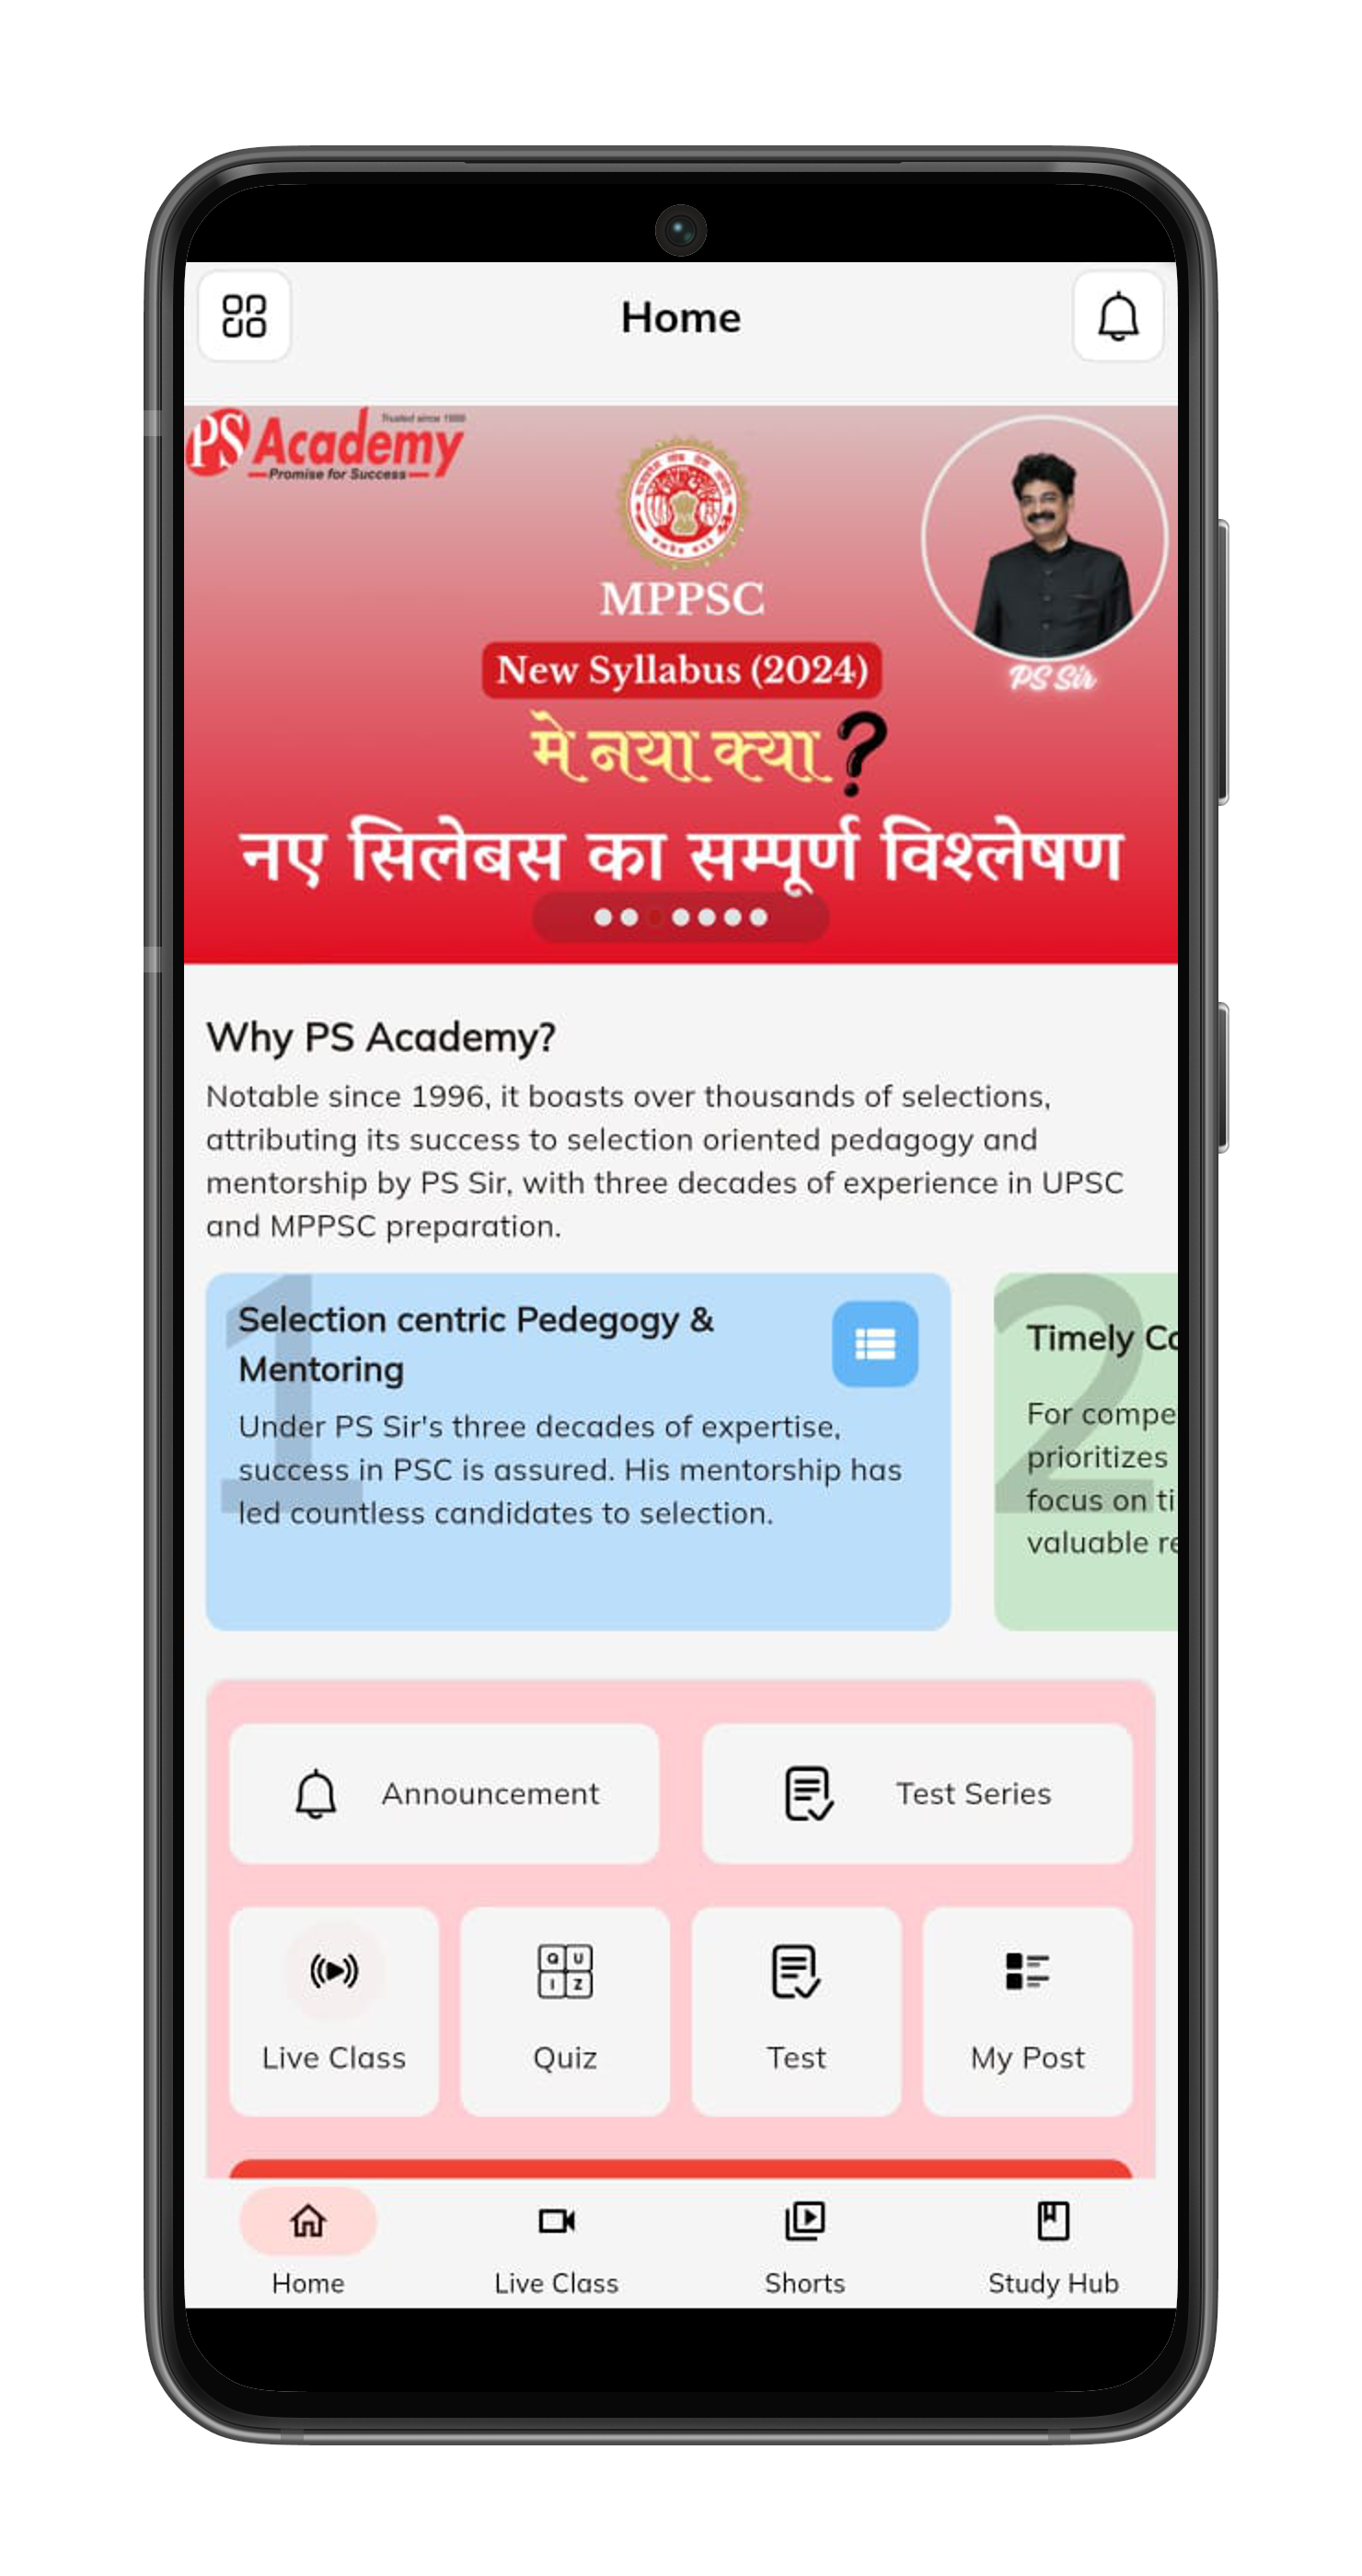 Home
PS Academy
Promise for Success
MPPSC
PS Sir
New Syllabus (2024)
मे नया क्या?
नए सिलेबस का सम्पूर्ण विश्लेषण
Why PS Academy?
Notable since 1996, it boasts over thousands of selections,
attributing its success to selection oriented pedagogy and
mentorship by PS Sir, with three decades of experience in UPSC
and MPPSC preparation.
1
Selection centric Pedegogy &
Mentoring
Under PS Sir's three decades of expertise,
success in PSC is assured. His mentorship has
led countless candidates to selection.
2
Timely Co
For compe
prioritizes
focus on ti
valuable re
Announcement
Test Series
QUIZ
Live Class
Quiz
Test
My Post
Home
Live Class
Shorts
Study Hub